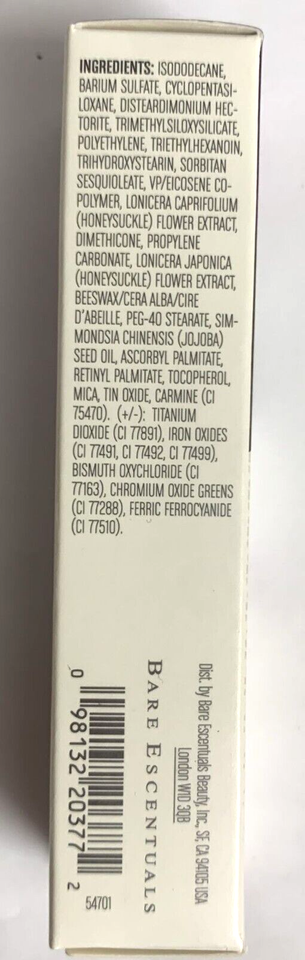 INGREDIENTS: ISODODECANE,
BARIUM SULFATE, CYCLOPENTASI-
LOXANE, DISTEARDIMONIUM HEC-
TORITE, TRIMETHYLSILOXYSILICATE,
POLYETHYLENE, TRIETHYLHEXANOIN,
TRIHYDROXYSTEARIN, SORBITAN
SESQUIOLEATE, VP/EICOSENE CO-
POLYMER, LONICERA CAPRIFOLIUM
(HONEYSUCKLE) FLOWER EXTRACT,
DIMETHICONE, PROPYLENE
CARBONATE, LONICERA JAPONICA
(HONEYSUCKLE) FLOWER EXTRACT,
BEESWAX/CERA ALBA/CIRE
D'ABEILLE, PEG-40 STEARATE, SIM-
MONDSIA CHINENSIS (JOJOBA)
SEED OIL, ASCORBYL PALMITATE,
RETINYL PALMITATE, TOCOPHEROL,
MICA, TIN OXIDE, CARMINE (CI
75470). (+/-): TITANIUM
DIOXIDE (CI 77891), IRON OXIDES
(CI 77491, CI 77492, CI 77499),
BISMUTH OXYCHLORIDE (CI
77163), CHROMIUM OXIDE GREENS
(CI 77288), FERRIC FERROCYANIDE
(CI 77510).
Dist. by Bare Escentuals Beauty, Inc., SF, CA 94105 USA
London W1D 3QB
BARE ESCENTUALS
0 98132 20377 2
54701